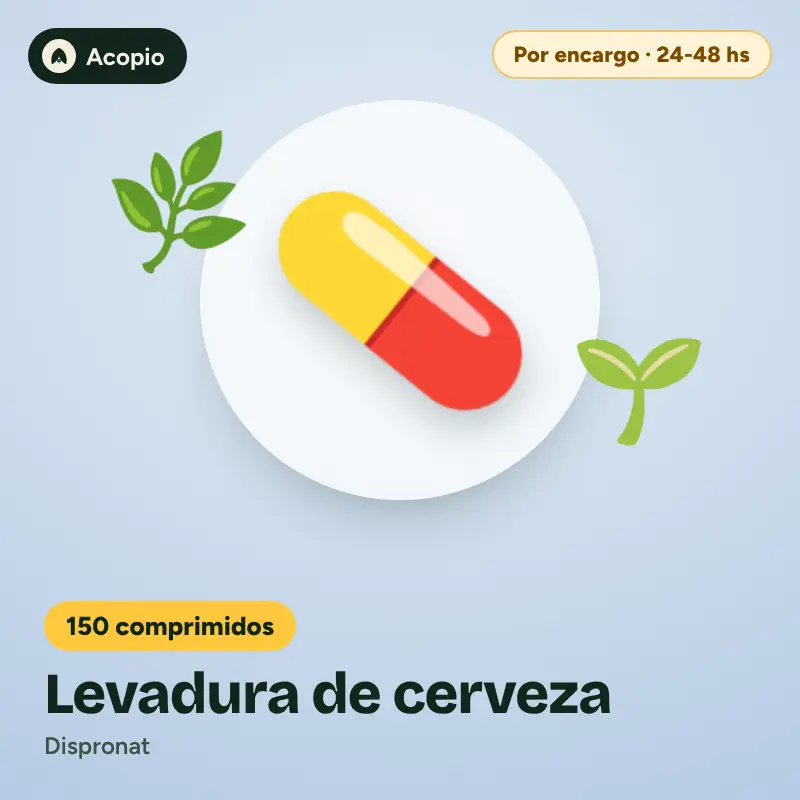 Acopio
Por encargo · 24-48 hs
150 comprimidos
Levadura de cerveza
Dispronat